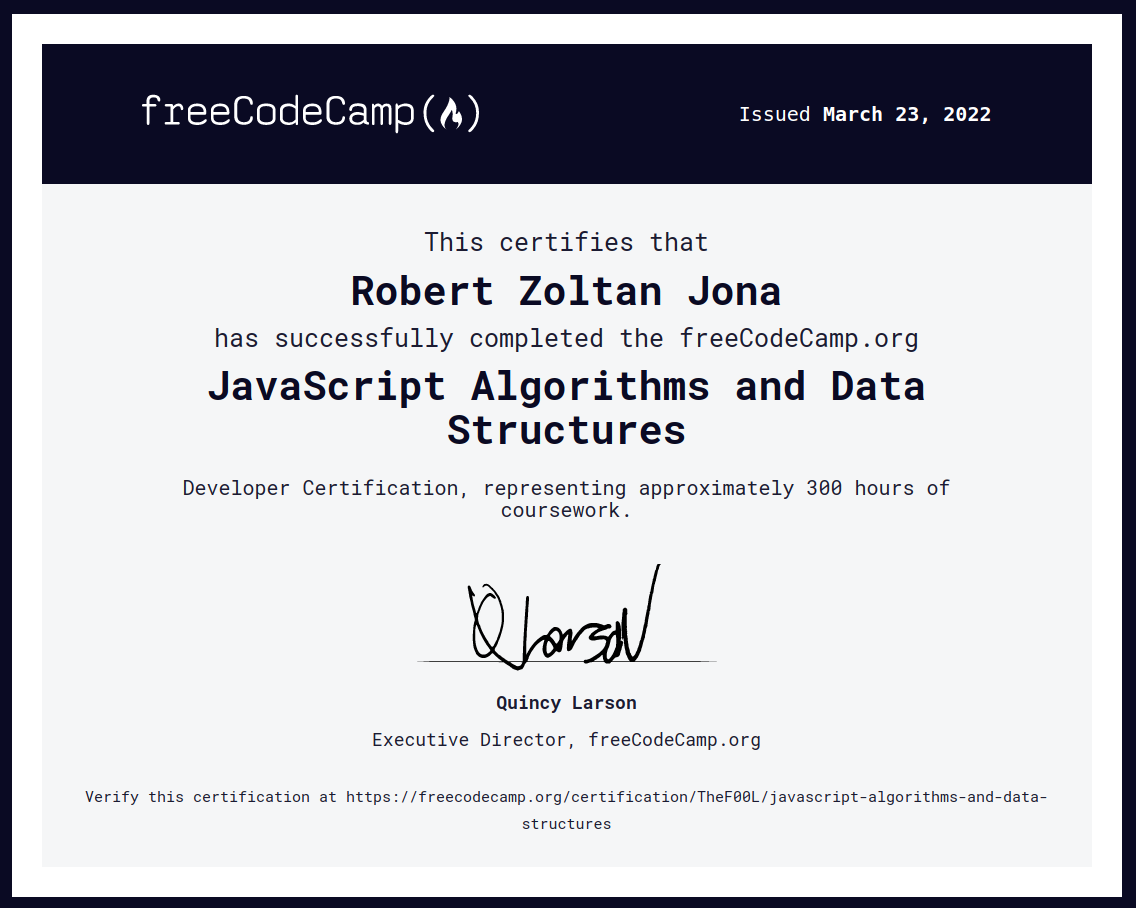 freeCodeCamp(🔥)
Issued March 23, 2022
This certifies that
Robert Zoltan Jona
has successfully completed the freeCodeCamp.org
JavaScript Algorithms and Data
Structures
Developer Certification, representing approximately 300 hours of
coursework.
Q Larson
Quincy Larson
Executive Director, freeCodeCamp.org
Verify this certification at https://freecodecamp.org/certification/TheF00L/javascript-algorithms-and-data-
structures